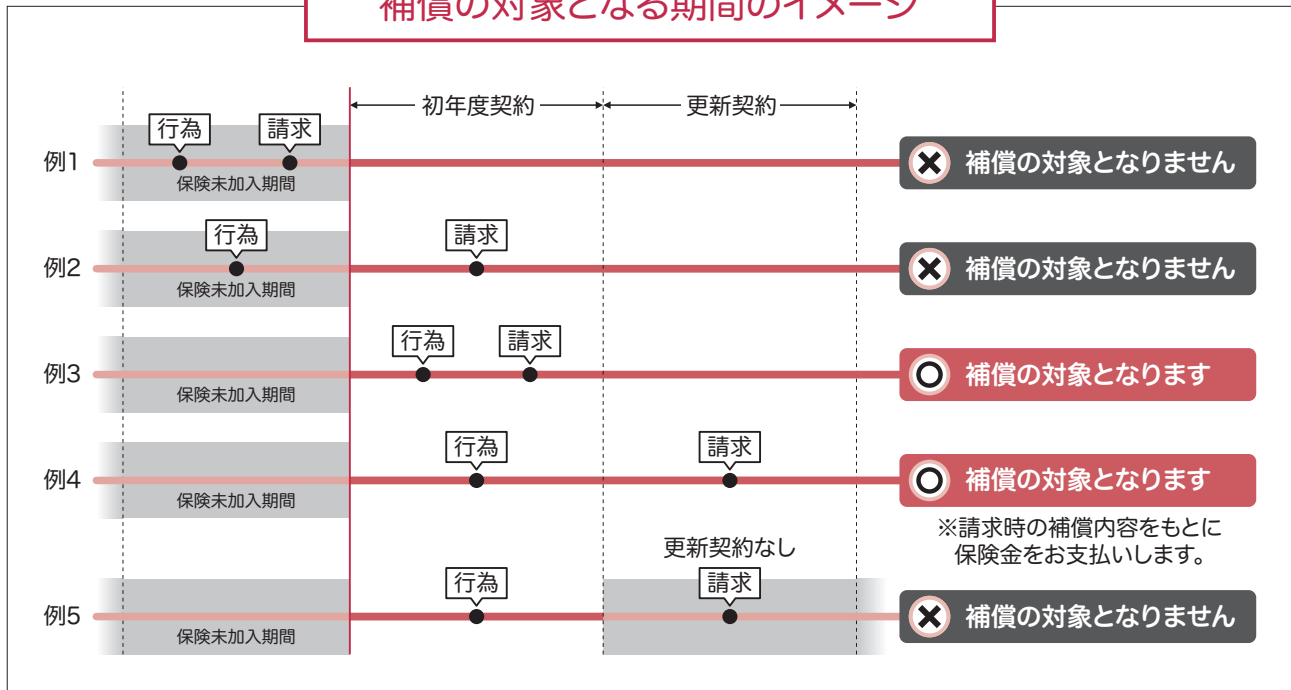 補償の対象となる期間のイメージ
初年度契約 更新契約
例1 行為 請求 保険未加入期間 補償の対象となりません
例2 行為 請求 保険未加入期間 補償の対象となりません
例3 行為 請求 保険未加入期間 補償の対象となります
例4 行為 請求 保険未加入期間 補償の対象となります
※請求時の補償内容をもとに
保険金をお支払いします。
更新契約なし
例5 行為 請求 保険未加入期間 補償の対象となりません